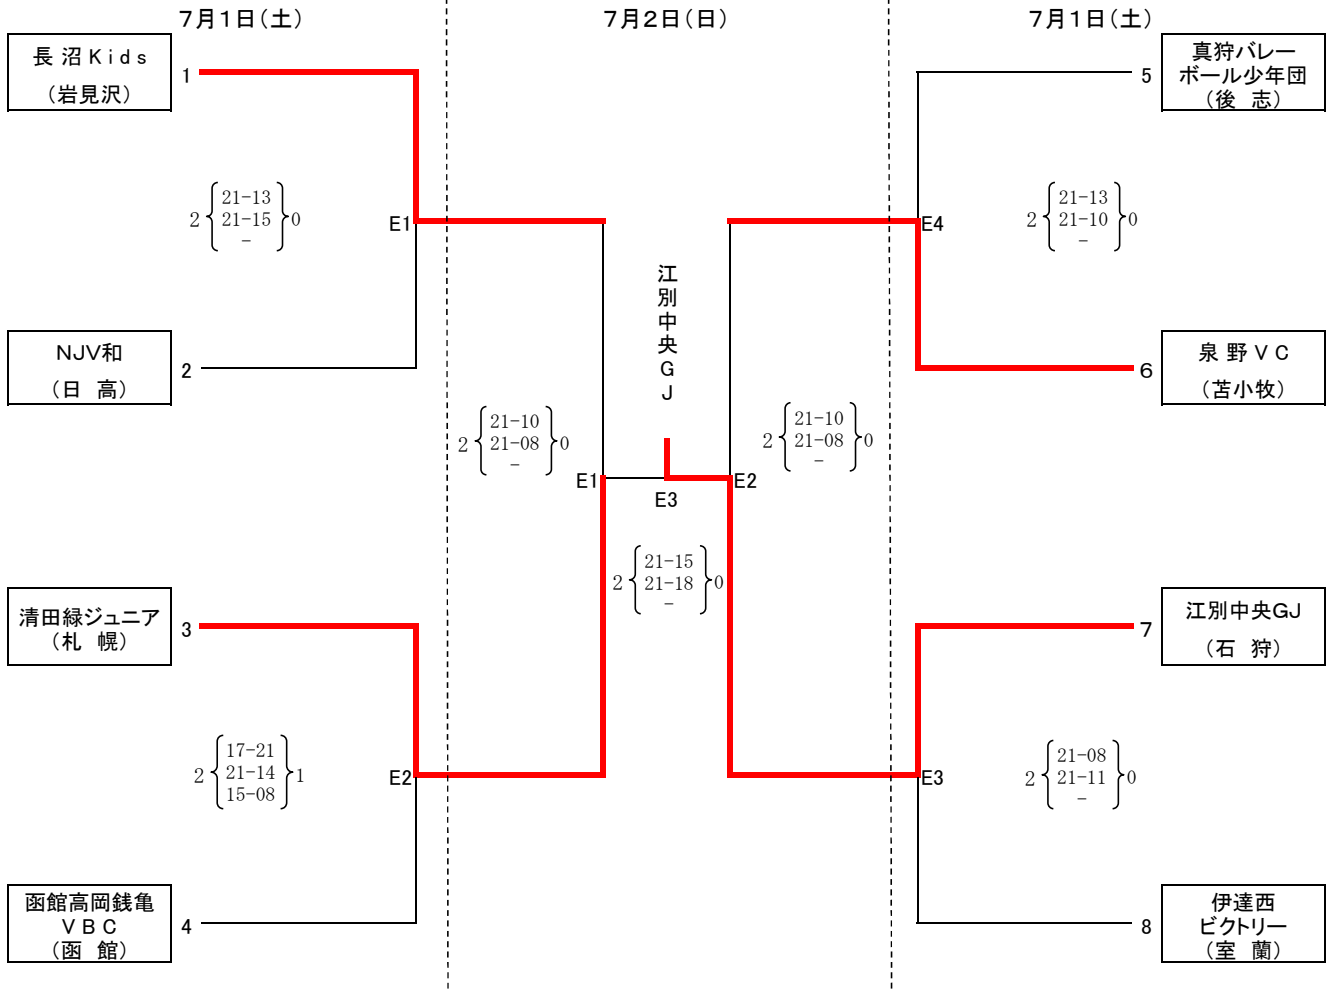 7月1日(土)
7月2日(日)
7月1日(土)
長 沼 K i d s
(岩見沢)
1
5
真狩バレー
ボール少年団
(後 志)
2
21-13
21-15
-
0
E1
E4
2
21-13
21-10
-
0
江
別
中
央
G
J
NJV和
(日 高)
2
6
泉 野 V C
(苫小牧)
2
21-10
21-08
-
0
2
21-10
21-08
-
0
E1
E3
E2
2
21-15
21-18
-
0
清田緑ジュニア
(札 幌)
3
7
江別中央GJ
(石 狩)
2
17-21
21-14
15-08
1
E2
E3
2
21-08
21-11
-
0
函館高岡銭亀
V B C
(函 館)
4
8
伊達西
ビクトリー
(室 蘭)